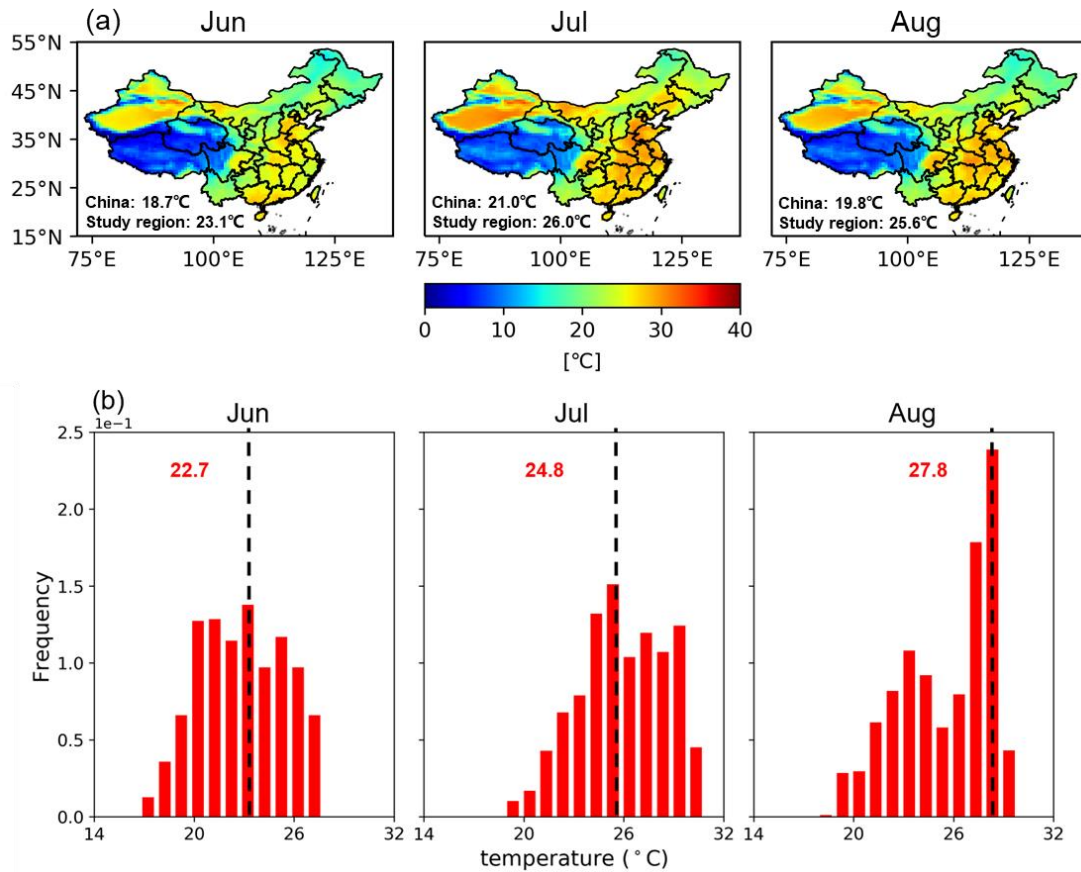 (a)
Jun
Jul
Aug
55°N
45°N
35°N
25°N
15°N
China: 18.7℃
Study region: 23.1℃
China: 21.0℃
Study region: 26.0℃
China: 19.8℃
Study region: 25.6℃
75°E 100°E 125°E
75°E 100°E 125°E
75°E 100°E 125°E
0 10 20 30 40
[℃]
(b)
Jun
Jul
Aug
1e−1
2.5
2.0
1.5
1.0
0.5
0.0
Frequency
22.7
24.8
27.8
14 20 26 32
14 20 26 32
14 20 26 32
temperature (°C)